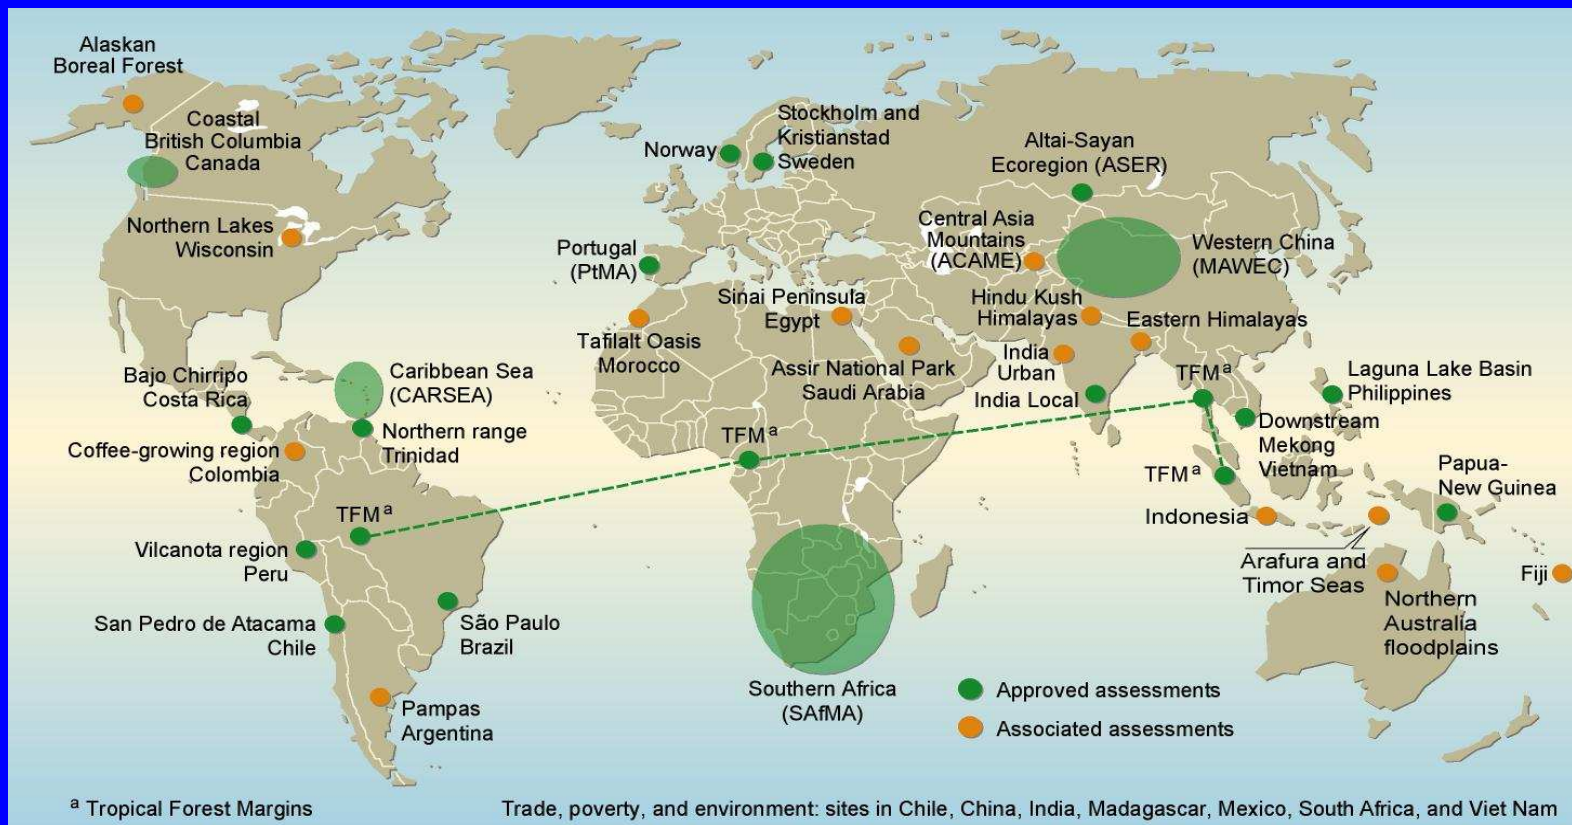 Alaskan
Boreal Forest
Coastal
British Columbia
Canada
Northern Lakes
Wisconsin
Bajo Chirripo
Costa Rica
Coffee-growing region
Colombia
Caribbean Sea
(CARSEA)
Northern range
Trinidad
TFM a
Vilcanota region
Peru
San Pedro de Atacama
Chile
São Paulo
Brazil
Pampas
Argentina
Norway
Stockholm and
Kristianstad
Sweden
Portugal
(PtMA)
Tafilalt Oasis
Morocco
Sinai Peninsula
Egypt
Assir National Park
Saudi Arabia
TFM a
Southern Africa
(SAfMA)
Altai-Sayan
Ecoregion (ASER)
Central Asia
Mountains
(ACAME)
Western China
(MAWEC)
Hindu Kush
Himalayas
Eastern Himalayas
India
Urban
India Local
TFM a
Laguna Lake Basin
Philippines
Downstream
Mekong
Vietnam
TFM a
Papua-
New Guinea
Indonesia
Arafura and
Timor Seas
Fiji
Northern
Australia
floodplains
Approved assessments
Associated assessments
a Tropical Forest Margins
Trade, poverty, and environment: sites in Chile, China, India, Madagascar, Mexico, South Africa, and Viet Nam